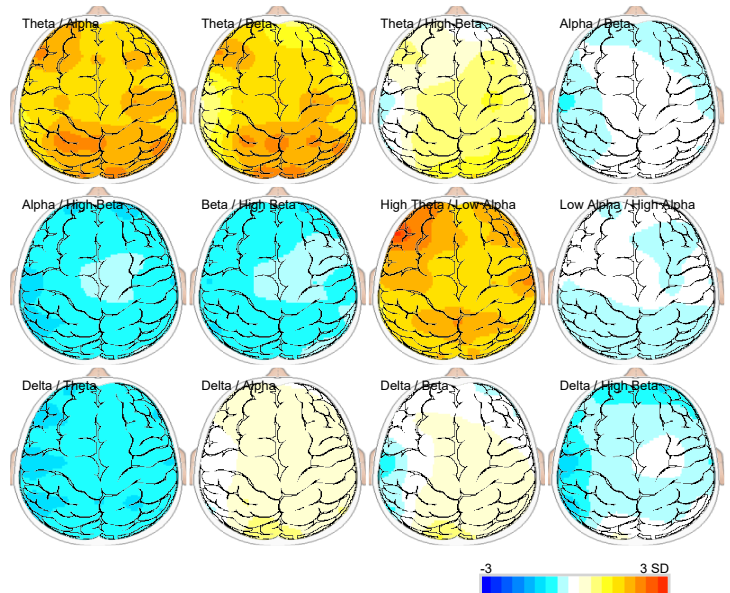 Theta / Alpha
Theta / Beta
Theta / High Beta
Alpha / Beta
Alpha / High Beta
Beta / High Beta
High Theta / Low Alpha
Low Alpha / High Alpha
Delta / Theta
Delta / Alpha
Delta / Beta
Delta / High Beta
-3
3 SD